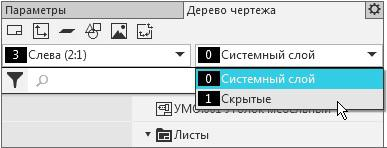 Параметры
Дерево чертежа
3 Слева (2:1)
0 Системный слой
0 Системный слой
1 Скрытые
Листы